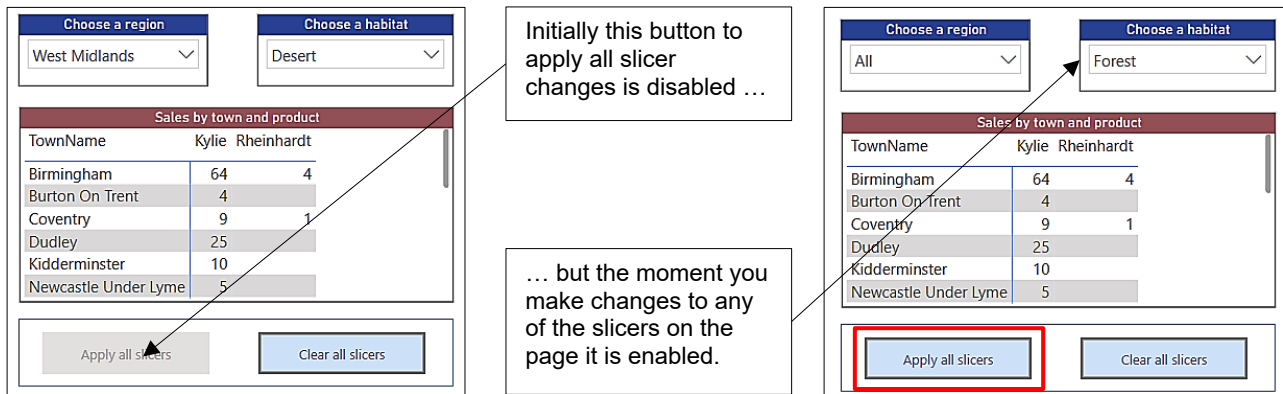 Choose a region
Choose a habitat
West Midlands
Desert
Sales by town and product
TownName Kylie Rheinhardt
Birmingham 64 4
Burton On Trent 4
Coventry 9 1
Dudley 25
Kidderminster 10
Newcastle Under Lyme 5
Apply all slicers
Clear all slicers
Initially this button to
apply all slicer
changes is disabled …
… but the moment you
make changes to any
of the slicers on the
page it is enabled.
Choose a region
Choose a habitat
All
Forest
Sales by town and product
TownName Kylie Rheinhardt
Birmingham 64 4
Burton On Trent 4
Coventry 9 1
Dudley 25
Kidderminster 10
Newcastle Under Lyme 5
Apply all slicers
Clear all slicers